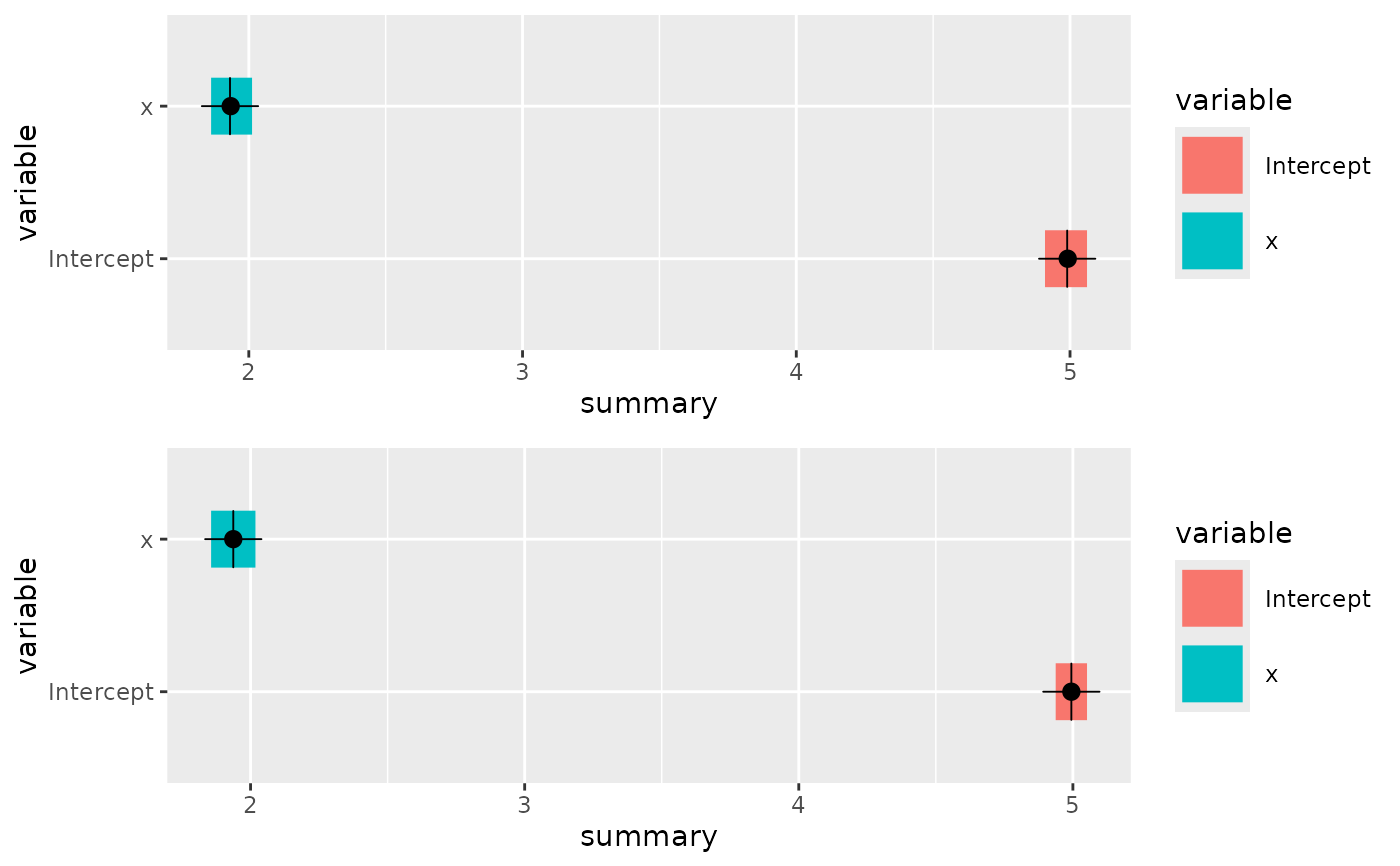 variable
x
Intercept
2 3 4 5
summary
variable
Intercept
x
variable
x
Intercept
2 3 4 5
summary
variable
Intercept
x